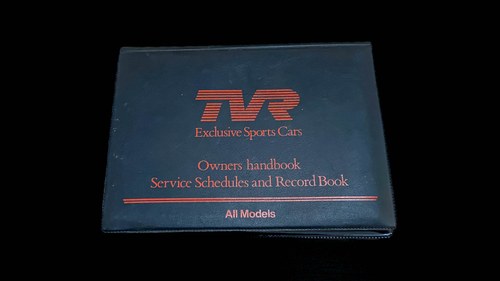 TVR
Exclusive Sports Cars
Owners handbook
Service Schedules and Record Book
All Models